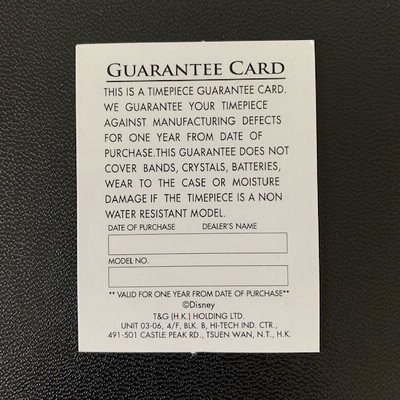 GUARANTEE CARD
THIS IS A TIMEPIECE GUARANTEE CARD.
WE GUARANTEE YOUR TIMEPIECE
AGAINST MANUFACTURING DEFECTS
FOR ONE YEAR FROM DATE OF
PURCHASE.THIS GUARANTEE DOES NOT
COVER BANDS, CRYSTALS, BATTERIES,
WEAR TO THE CASE OR MOISTURE
DAMAGE IF THE TIMEPIECE IS A NON
WATER RESISTANT MODEL.
DATE OF PURCHASE DEALER'S NAME
MODEL NO.
** VALID FOR ONE YEAR FROM DATE OF PURCHASE**
©Disney
T&G (H.K.) HOLDING LTD.
UNIT 03-06, 4/F, BLK. B, HI-TECH IND. CTR.,
491-501 CASTLE PEAK RD., TSUEN WAN, N.T., H.K.